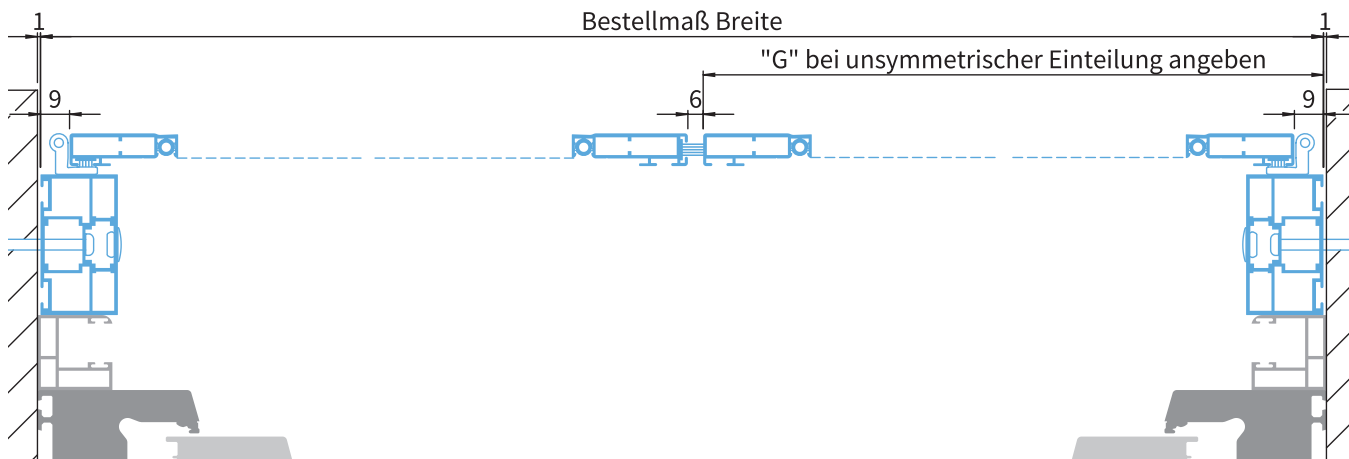 1 Bestellmaß Breite 1
"G" bei unsymmetrischer Einteilung angeben
9 6 9